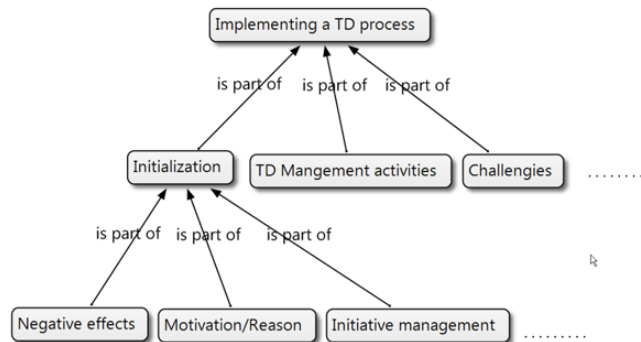 Implementing a TD process
is part of
is part of
is part of
Initialization
TD Mangement activities
Challengies
.........
is part of
is part of
is part of
Negative effects
Motivation/Reason
Initiative management
.........